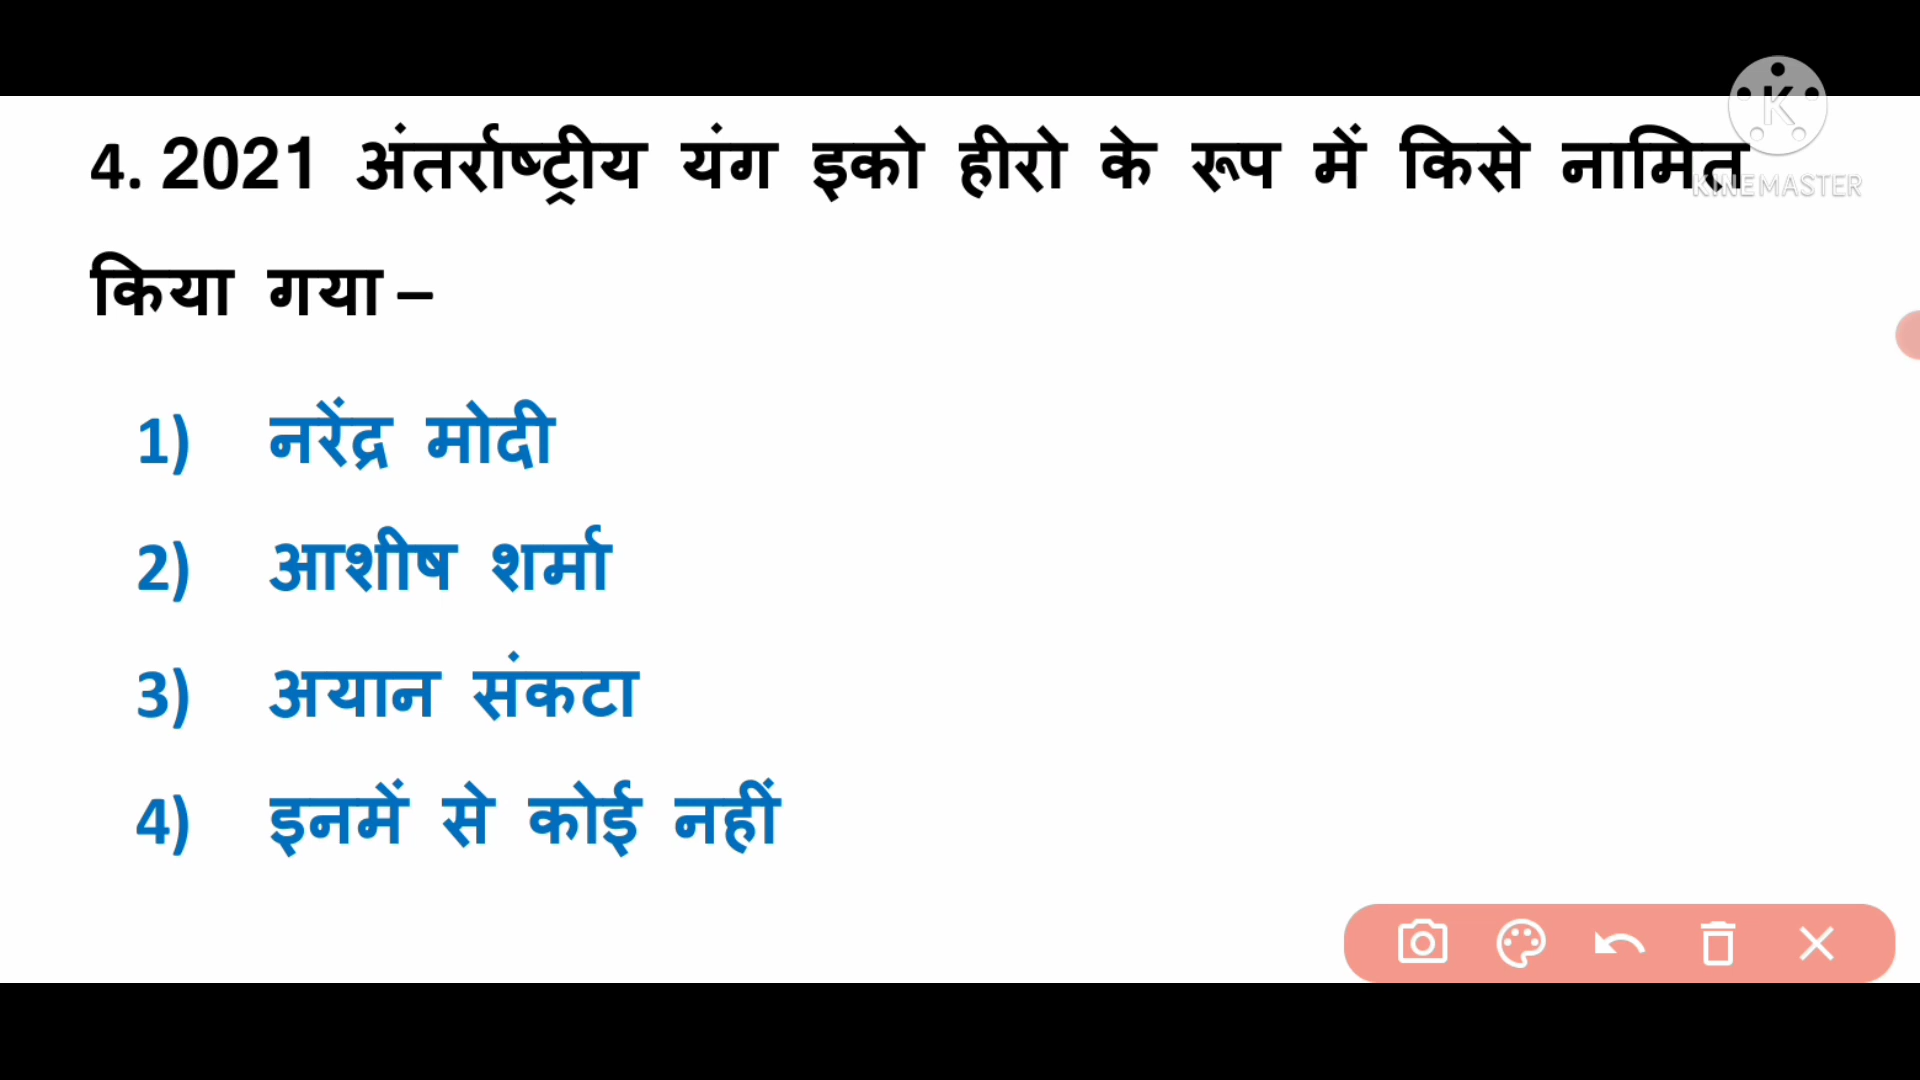 4. 2021 अंतर्राष्ट्रीय यंग इको हीरो के रूप में किसे नामित
K
KINEMASTER
किया गया –
1) नरेंद्र मोदी
2) आशीष शर्मा
3) अयान संकटा
4) इनमें से कोई नहीं